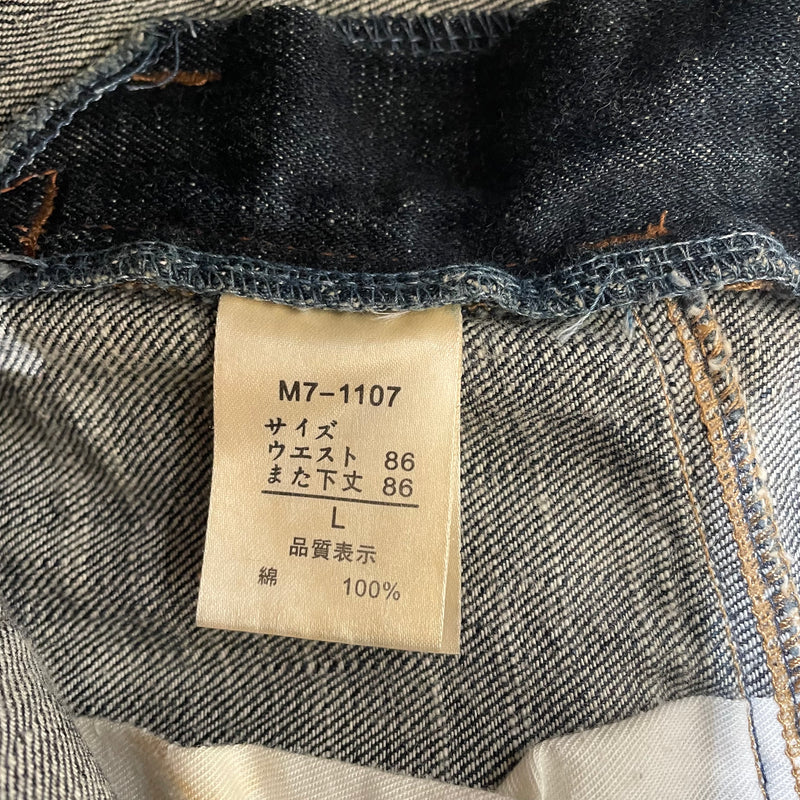 M7-1107
サイズ
ウエスト 86
また下丈 86
L
品質表示
綿 100%